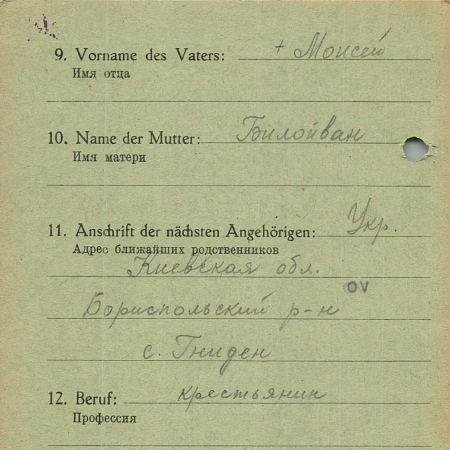 9. Vorname des Vaters: + Моисей
Имя отца
10. Name der Mutter: Билойван
Имя матери
11. Anschrift der nächsten Angehörigen: Укр.
Адрес ближайших родственников
Киевская обл.
OV
Бориспольский р-н
с. Гниден
12. Beruf: крестьянин
Профессия